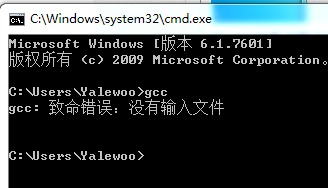 C:\Windows\system32\cmd.exe
Microsoft Windows [版本 6.1.7601]
版权所有 (c) 2009 Microsoft Corporation。
C:\Users\Yalewoo>gcc
gcc: 致命错误：没有输入文件
C:\Users\Yalewoo>